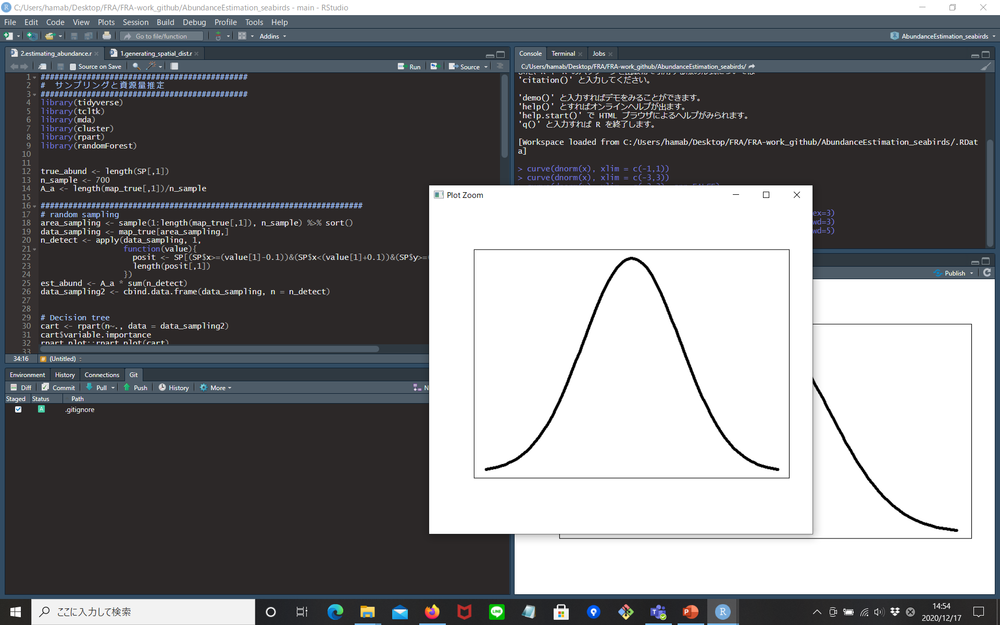 C:/Users/hamab/Desktop/FRA/FRA-work_github/AbundanceEstimation_seabirds - main - RStudio
File Edit Code View Plots Session Build Debug Profile Tools Help
Go to file/function
Addins
AbundanceEstimation_seabirds
2.estimating_abundance.r
1.generating_spatial_dist.r
Source on Save
Run
Source
1 ############################################
2 # サンプリングと資源量推定
3 ############################################
4 library(tidyverse)
5 library(tcltk)
6 library(mda)
7 library(cluster)
8 library(rpart)
9 library(randomForest)
10
11
12 true_abund <- length(SP[,1])
13 n_sample <- 700
14 A_a <- length(map_true[,1])/n_sample
15
16 ######################################################################
17 # random sampling
18 area_sampling <- sample(1:length(map_true[,1]), n_sample) %>% sort()
19 data_sampling <- map_true[area_sampling,]
20 n_detect <- apply(data_sampling, 1,
21 function(value){
22 posit <- SP[(SP$x>=(value[1]-0.1))&(SP$x<(value[1]+0.1))&(SP$y>=
23 length(posit[,1])
24 })
25 est_abund <- A_a * sum(n_detect)
26 data_sampling2 <- cbind.data.frame(data_sampling, n = n_detect)
27
28
29 # Decision tree
30 cart <- rpart(n~., data = data_sampling2)
31 cart$variable.importance
32 rpart.plot::rpart.plot(cart)
33
34:16
# (Untitled)
Console Terminal Jobs
C:/Users/hamab/Desktop/FRA/FRA-work_github/AbundanceEstimation_seabirds/
'citation()' と入力してください。
'demo()' と入力すればデモをみることができます。
'help()' とすればオンラインヘルプが出ます。
'help.start()' で HTML ブラウザによるヘルプがみられます。
'q()' と入力すれば R を終了します。
[Workspace loaded from C:/Users/hamab/Desktop/FRA/FRA-work_github/AbundanceEstimation_seabirds/.RDat
a]
> curve(dnorm(x), xlim = c(-1,1))
> curve(dnorm(x), xlim = c(-3,3))
ex=3)
wd=3)
wd=5)
Plot Zoom
Publish
Environment History Connections Git
Diff Commit Pull Push History More
N
Staged Status Path
A .gitignore
ここに入力して検索
LINE
14:54
2020/12/17